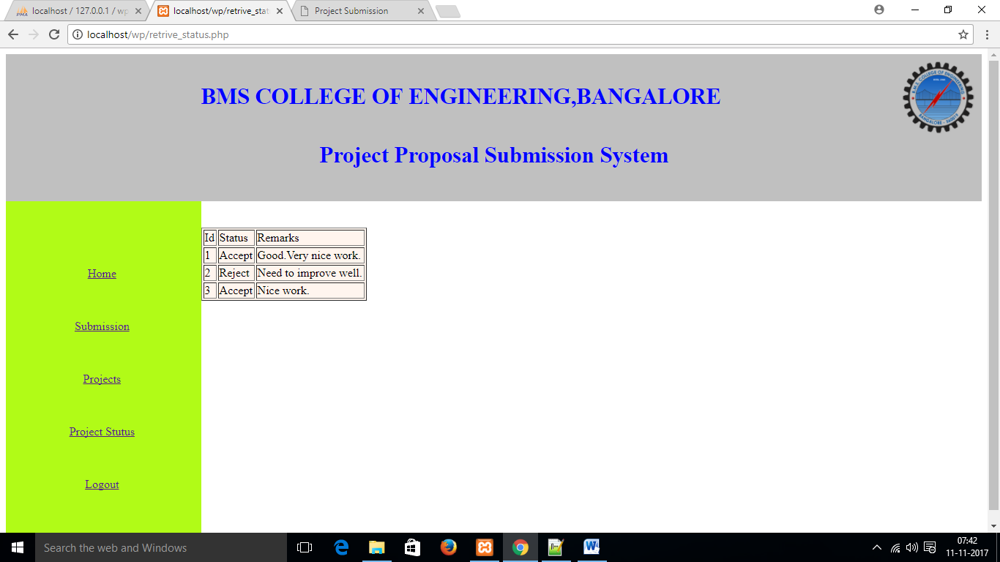 localhost / 127.0.0.1 / wp
localhost/wp/retrive_stat
Project Submission
localhost/wp/retrive_status.php
BMS COLLEGE OF ENGINEERING,BANGALORE
Project Proposal Submission System
Home
Submission
Projects
Project Stutus
Logout
Id Status Remarks
1 Accept Good.Very nice work.
2 Reject Need to improve well.
3 Accept Nice work.
Search the web and Windows
07:42
11-11-2017